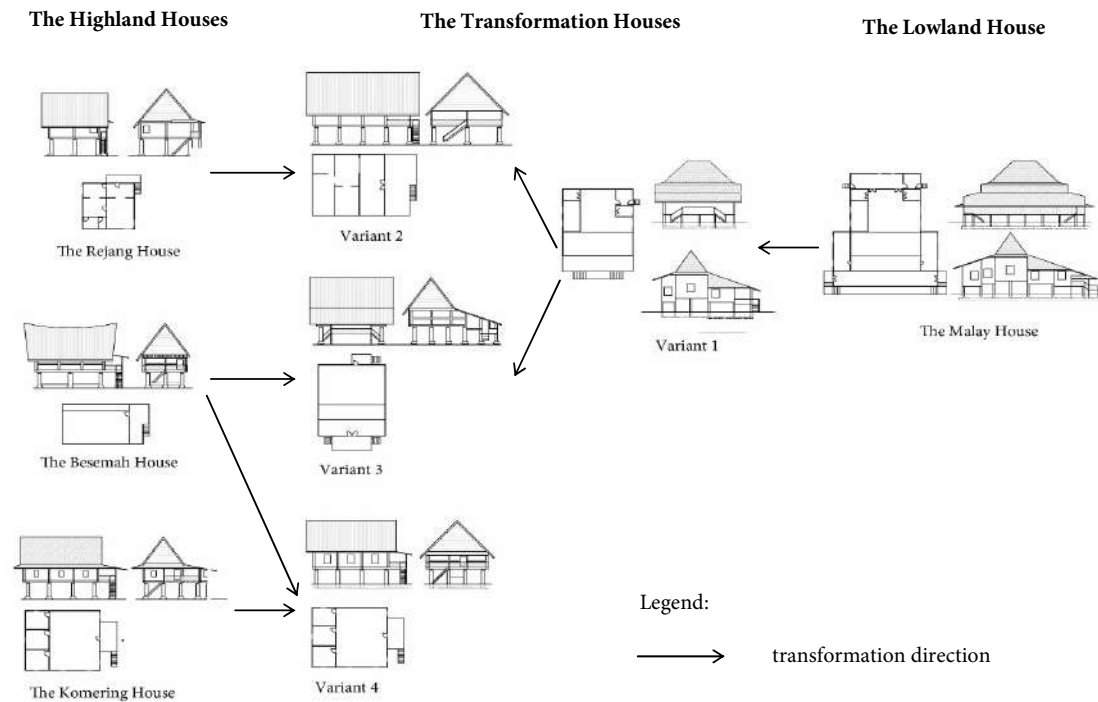 The Highland Houses
The Transformation Houses
The Lowland House
The Rejang House
Variant 2
Variant 1
The Malay House
The Besemah House
Variant 3
The Komering House
Variant 4
Legend:
transformation direction